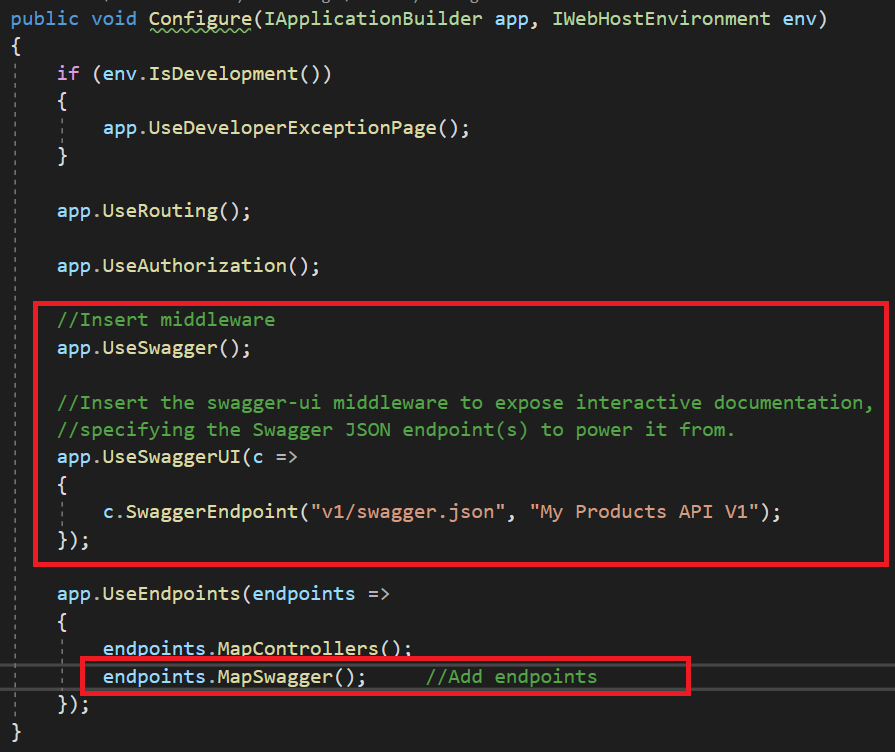 public void Configure(IApplicationBuilder app, IWebHostEnvironment env)
{
if (env.IsDevelopment())
{
app.UseDeveloperExceptionPage();
}
app.UseRouting();
app.UseAuthorization();
//Insert middleware
app.UseSwagger();
//Insert the swagger-ui middleware to expose interactive documentation,
//specifying the Swagger JSON endpoint(s) to power it from.
app.UseSwaggerUI(c =>
{
c.SwaggerEndpoint("v1/swagger.json", "My Products API V1");
});
app.UseEndpoints(endpoints =>
{
endpoints.MapControllers();
endpoints.MapSwagger();     //Add endpoints
});
}